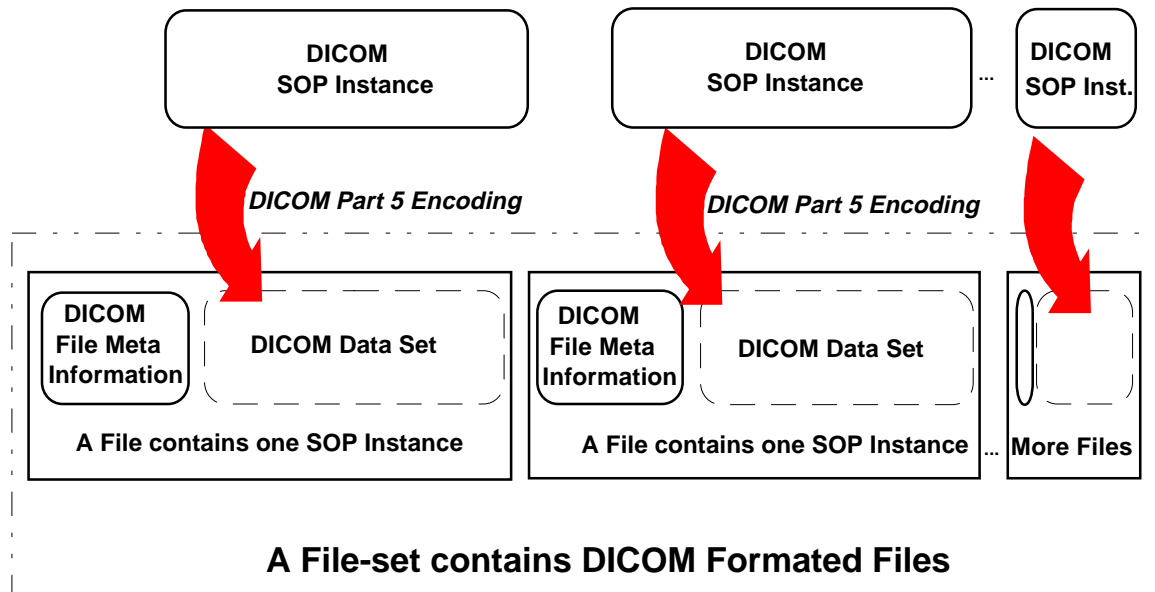 DICOM
SOP Instance
DICOM
SOP Instance
...
DICOM
SOP Inst.
DICOM Part 5 Encoding
DICOM Part 5 Encoding
DICOM
File Meta
Information
DICOM Data Set
A File contains one SOP Instance
DICOM
File Meta
Information
DICOM Data Set
A File contains one SOP Instance
...
More Files
A File-set contains DICOM Formated Files